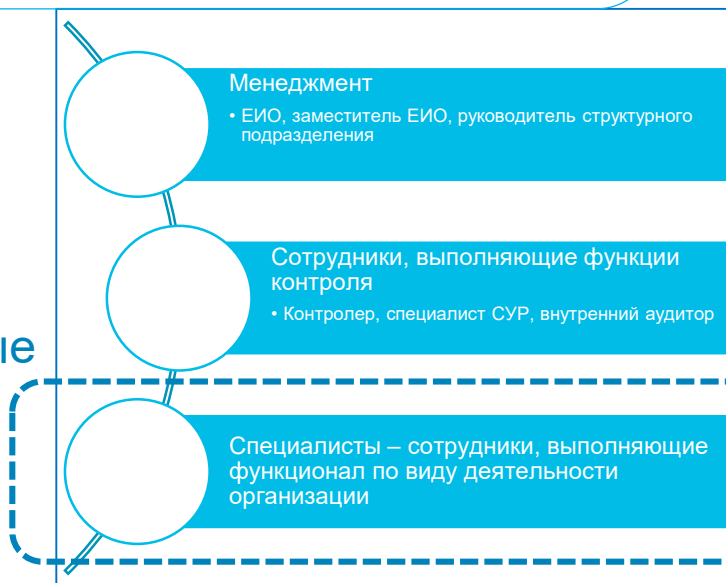 Менеджмент
• ЕИО, заместитель ЕИО, руководитель структурного
подразделения
Сотрудники, выполняющие функции
контроля
• Контролер, специалист СУР, внутренний аудитор
Специалисты – сотрудники, выполняющие
функционал по виду деятельности
организации